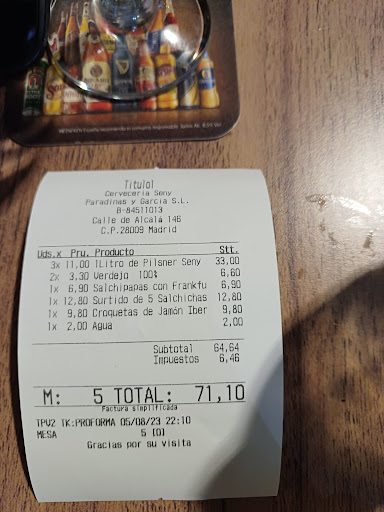 Titulo1
Cervecería Seny
Paradinas y García S.L.
B-84511013
Calle de Alcalá 146
C.P.28009 Madrid
Uds.x Pru. Producto Stt.
3x 11,00 1Litro de Pilsner Seny 33,00
2x 3,30 Verdejo 100% 6,60
1x 6,90 Salchipapas con Frankfu 6,90
1x 12,80 Surtido de 5 Salchichas 12,80
1x 9,80 Croquetas de Jamón Iber 9,80
1x 2,00 Agua 2,00
Subtotal 64,64
Impuestos 6,46
M: 5 TOTAL: 71,10
Factura simplificada
TPV2 TK:PROFORMA 05/08/23 22:10
MESA 5 [0]
Gracias por su visita